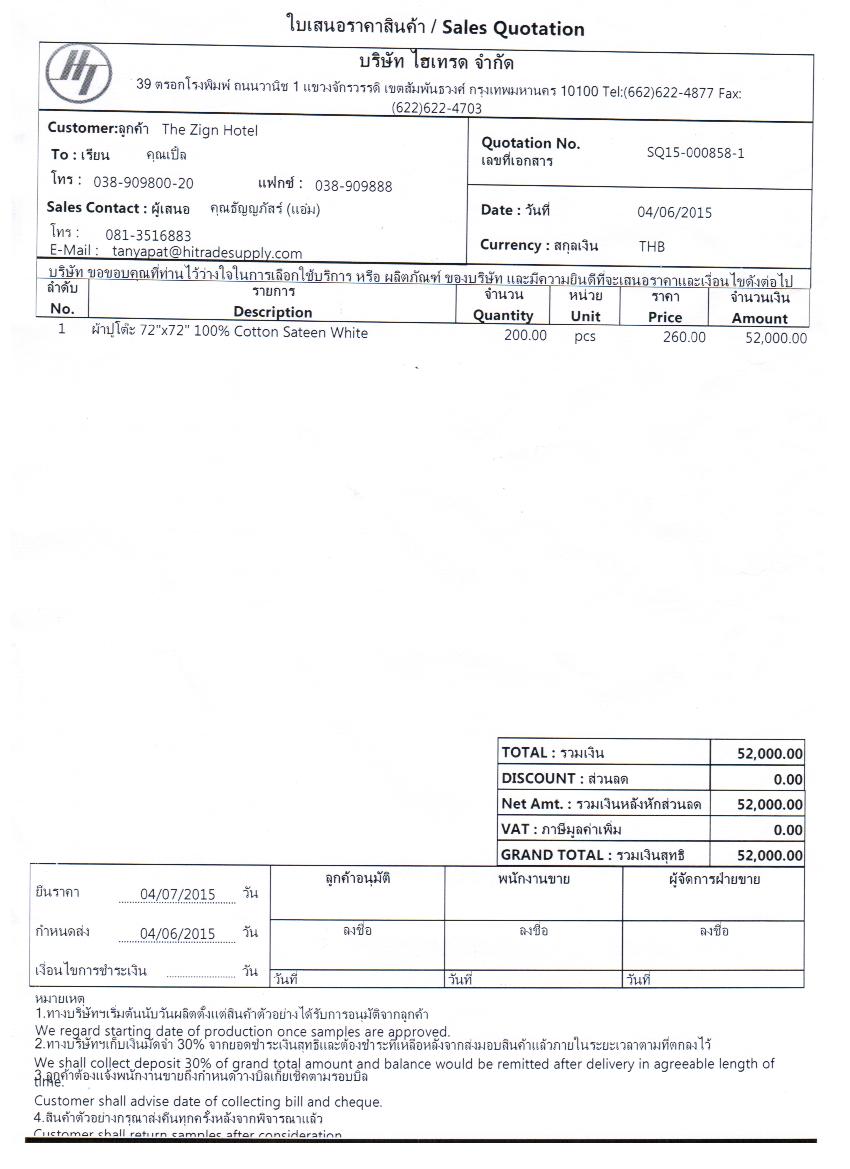 ใบเสนอราคาสินค้า / Sales Quotation
HT
บริษัท ไฮเทรด จำกัด
39 ตรอกโรงพิมพ์ ถนนวานิช 1 แขวงจักรวรรดิ เขตสัมพันธวงศ์ กรุงเทพมหานคร 10100 Tel:(662)622-4877 Fax:
(622)622-4703
Customer:ลูกค้า The Zign Hotel
To : เรียน คุณเปิ้ล
โทร : 038-909800-20 แฟกซ์ : 038-909888
Sales Contact : ผู้เสนอ คุณธัญญภัสร์ (แอ๋ม)
โทร : 081-3516883
E-Mail : tanyapat@hitradesupply.com
Quotation No. SQ15-000858-1
เลขที่เอกสาร
Date : วันที่ 04/06/2015
Currency : สกุลเงิน THB
บริษัท ขอขอบคุณที่ท่านไว้วางใจในการเลือกใช้บริการ หรือ ผลิตภัณฑ์ ของบริษัท และมีความยินดีที่จะเสนอราคาและเงื่อนไขดังต่อไป
ลำดับ รายการ จำนวน หน่วย ราคา จำนวนเงิน
No. Description Quantity Unit Price Amount
1 ผ้าปูโต๊ะ 72"x72" 100% Cotton Sateen White 200.00 pcs 260.00 52,000.00
TOTAL : รวมเงิน 52,000.00
DISCOUNT : ส่วนลด 0.00
Net Amt. : รวมเงินหลังหักส่วนลด 52,000.00
VAT : ภาษีมูลค่าเพิ่ม 0.00
GRAND TOTAL : รวมเงินสุทธิ 52,000.00
ยืนราคา 04/07/2015 วัน
กำหนดส่ง 04/06/2015 วัน
เงื่อนไขการชำระเงิน วัน
ลูกค้าอนุมัติ พนักงานขาย ผู้จัดการฝ่ายขาย
ลงชื่อ ลงชื่อ ลงชื่อ
วันที่ วันที่ วันที่
หมายเหตุ
1.ทางบริษัทฯเริ่มต้นนับวันผลิตตั้งแต่สินค้าตัวอย่างได้รับการอนุมัติจากลูกค้า
We regard starting date of production once samples are approved.
2.ทางบริษัทฯเก็บเงินมัดจำ 30% จากยอดชำระเงินสุทธิและต้องชำระที่เหลือหลังจากส่งมอบสินค้าแล้วภายในระยะเวลาตามที่ตกลงไว้
We shall collect deposit 30% of grand total amount and balance would be remitted after delivery in agreeable length of
time.
3.ลูกค้าต้องแจ้งพนักงานขายถึงกำหนดวางบิลเก็บเช็คตามรอบบิล
Customer shall advise date of collecting bill and cheque.
4.สินค้าตัวอย่างกรุณาส่งคืนทุกครั้งหลังจากพิจารณาแล้ว
Customer shall return samples after consideration